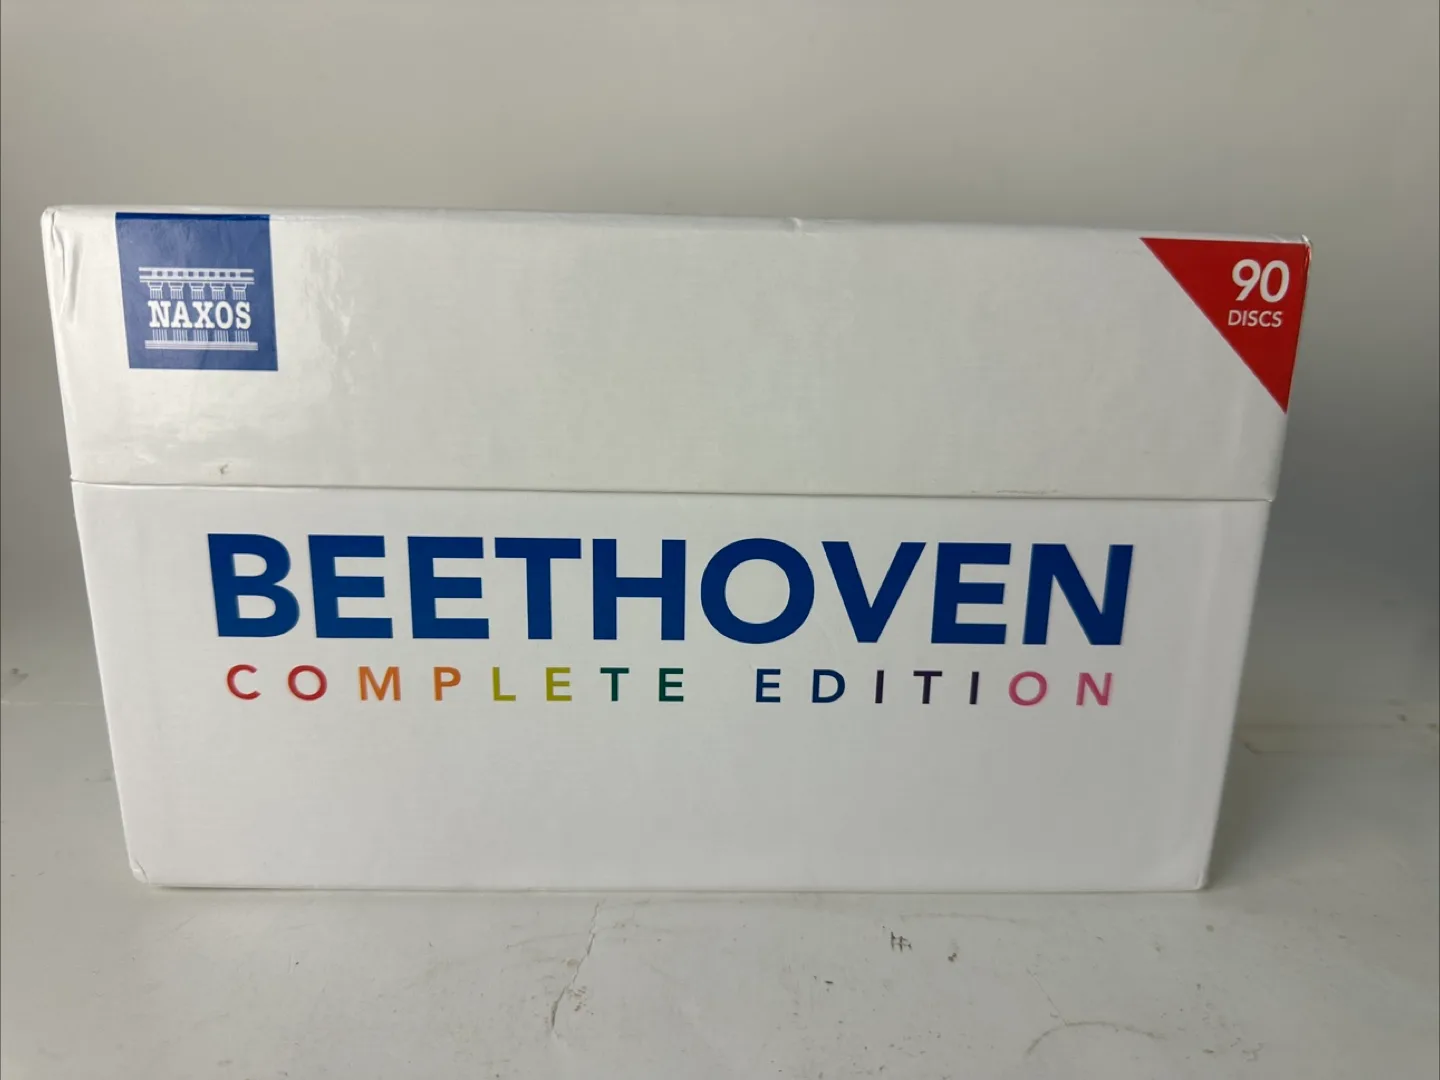 NAXOS
90
DISCS
BEETHOVEN
COMPLETE EDITION